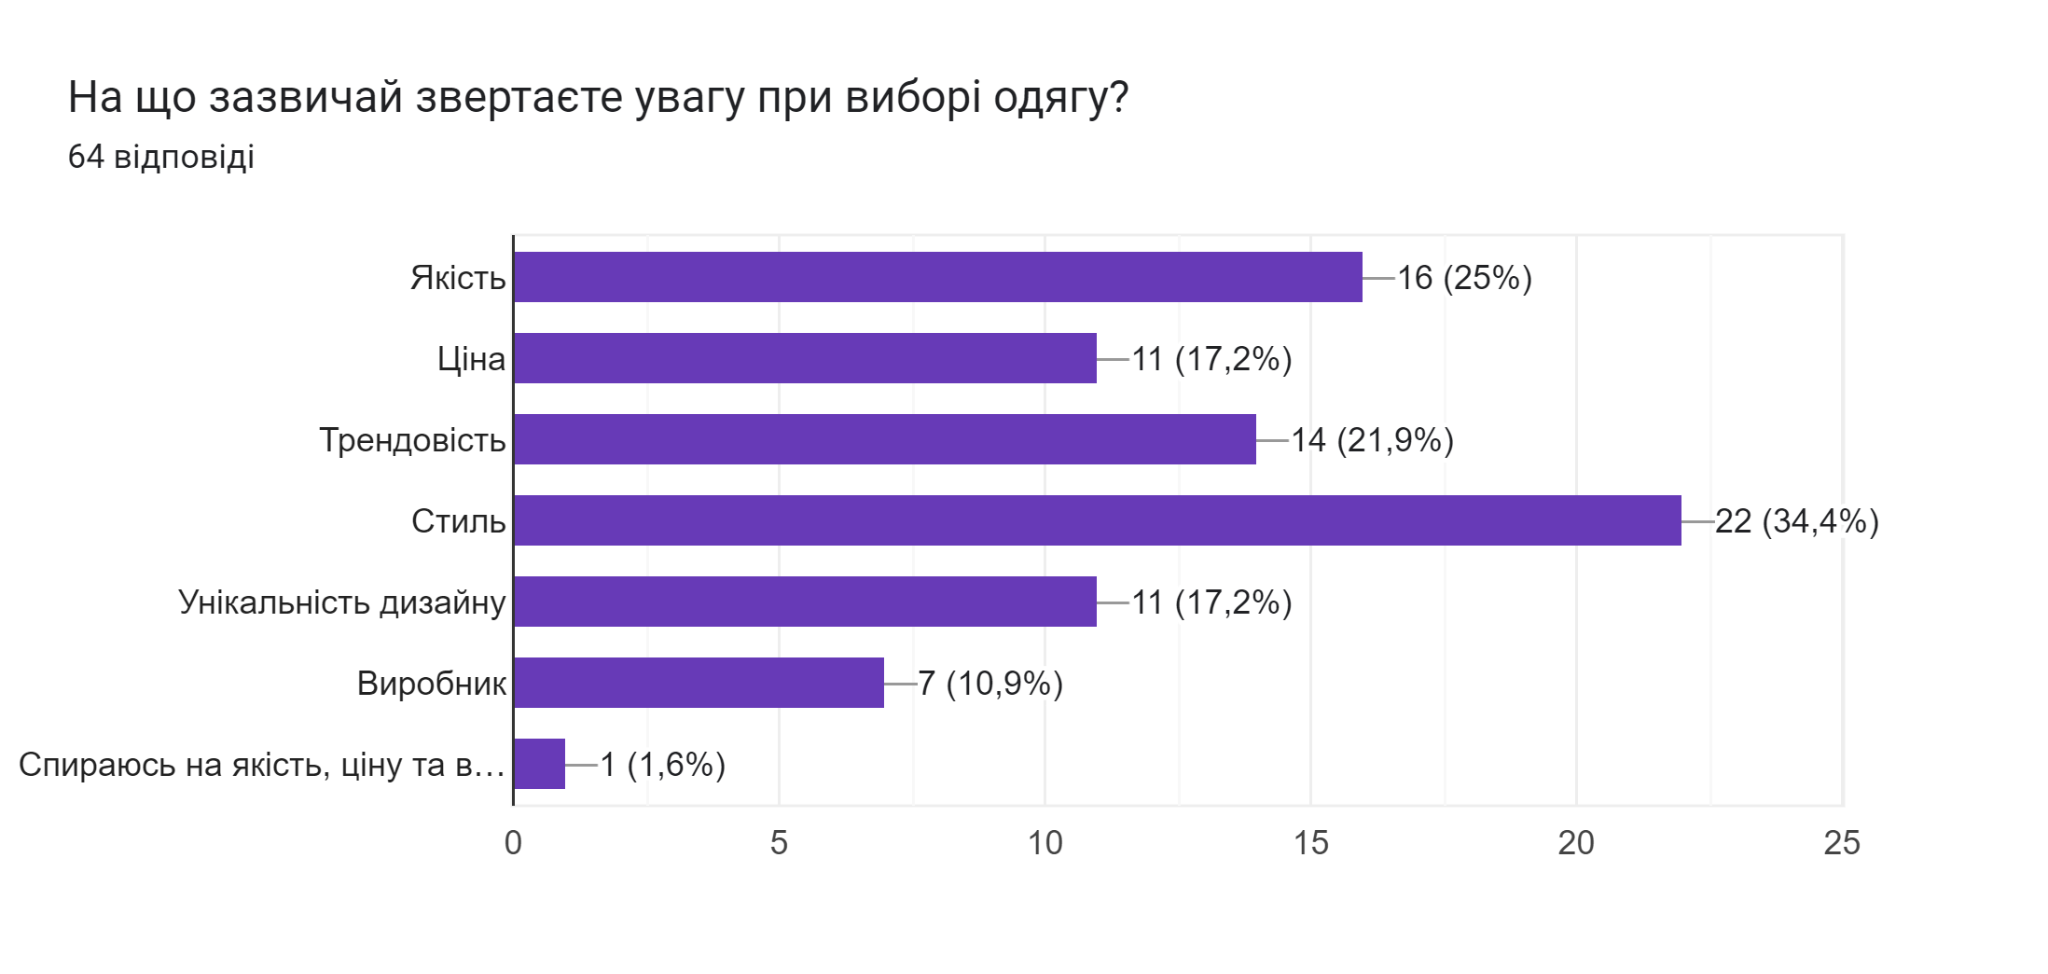 На що зазвичай звертаєте увагу при виборі одягу?
64 відповіді
Якість 16 (25%)
Ціна 11 (17,2%)
Трендовість 14 (21,9%)
Стиль 22 (34,4%)
Унікальність дизайну 11 (17,2%)
Виробник 7 (10,9%)
Спираюсь на якість, ціну та в… 1 (1,6%)
0 5 10 15 20 25